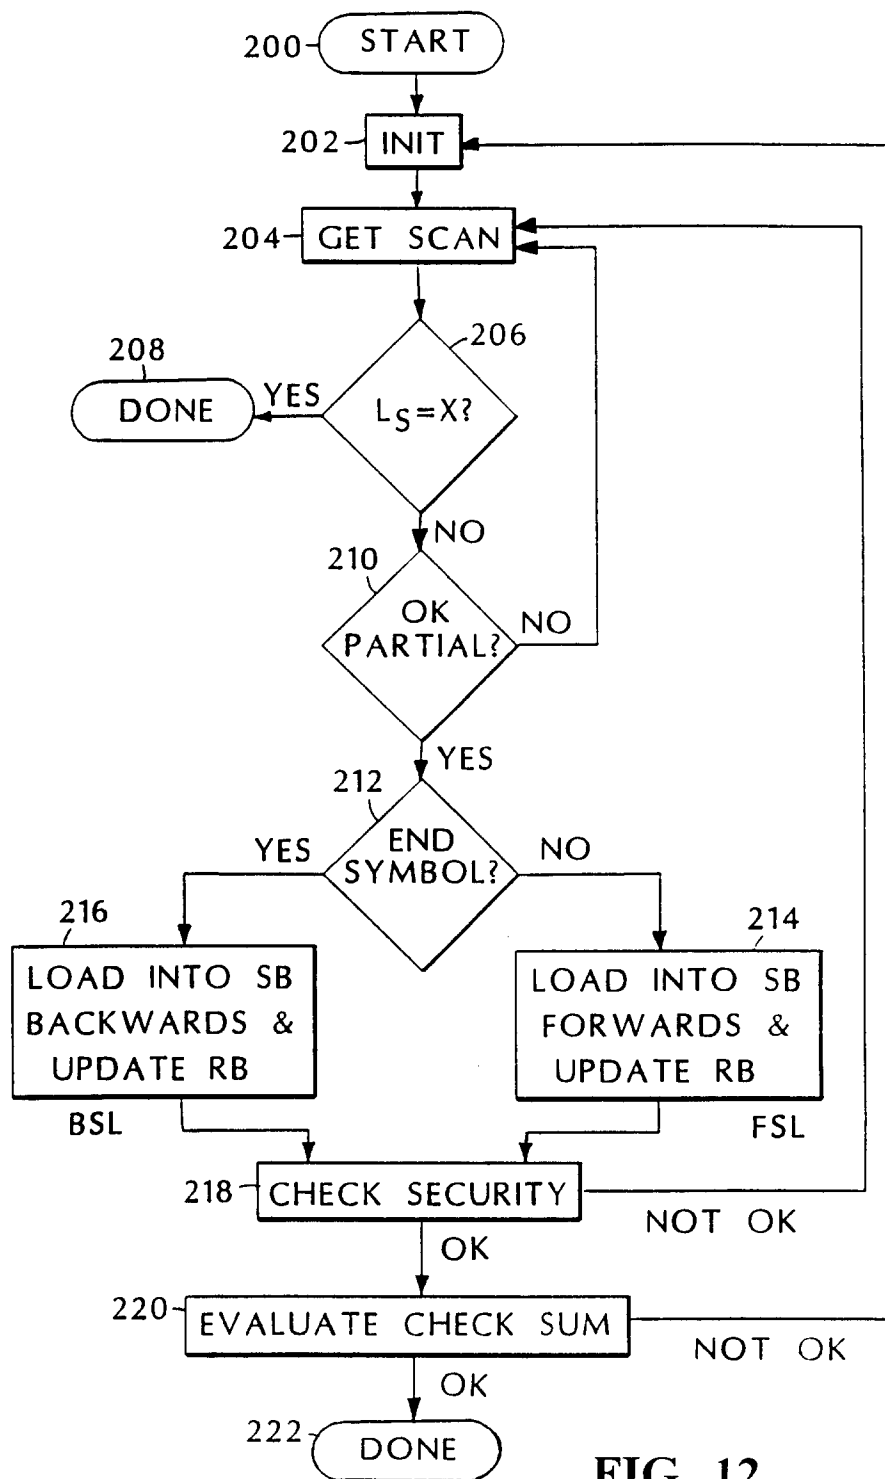 200
START
202
INIT
204
GET SCAN
206
208
DONE
YES
LS=X?
NO
210
OK
PARTIAL?
NO
YES
212
END
SYMBOL?
YES
NO
216
LOAD INTO SB
BACKWARDS &
UPDATE RB
BSL
214
LOAD INTO SB
FORWARDS &
UPDATE RB
FSL
218
CHECK SECURITY
NOT OK
OK
220
EVALUATE CHECK SUM
NOT OK
OK
222
DONE
FIG. 12